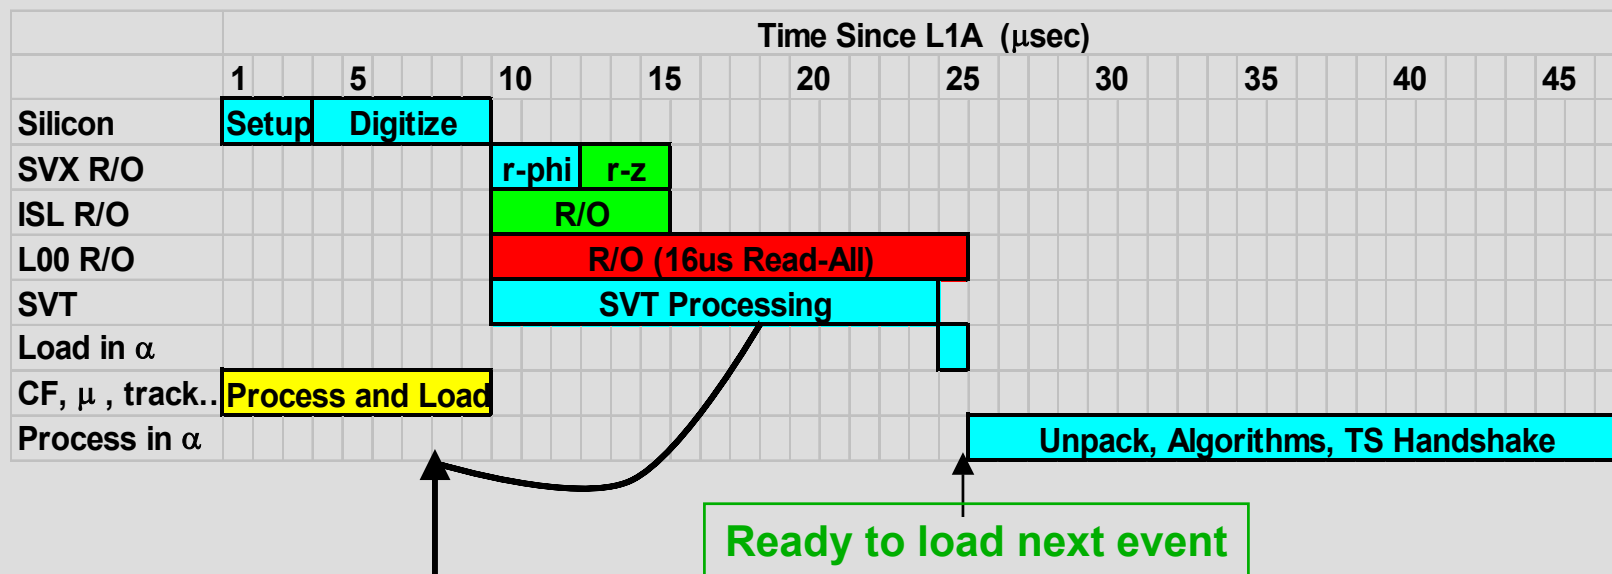 Time Since L1A (μsec)
1 5 10 15 20 25 30 35 40 45
Silicon Setup Digitize
SVX R/O r-phi r-z
ISL R/O R/O
L00 R/O R/O (16us Read-All)
SVT SVT Processing
Load in α
CF, μ , track.. Process and Load
Process in α Unpack, Algorithms, TS Handshake
Ready to load next event